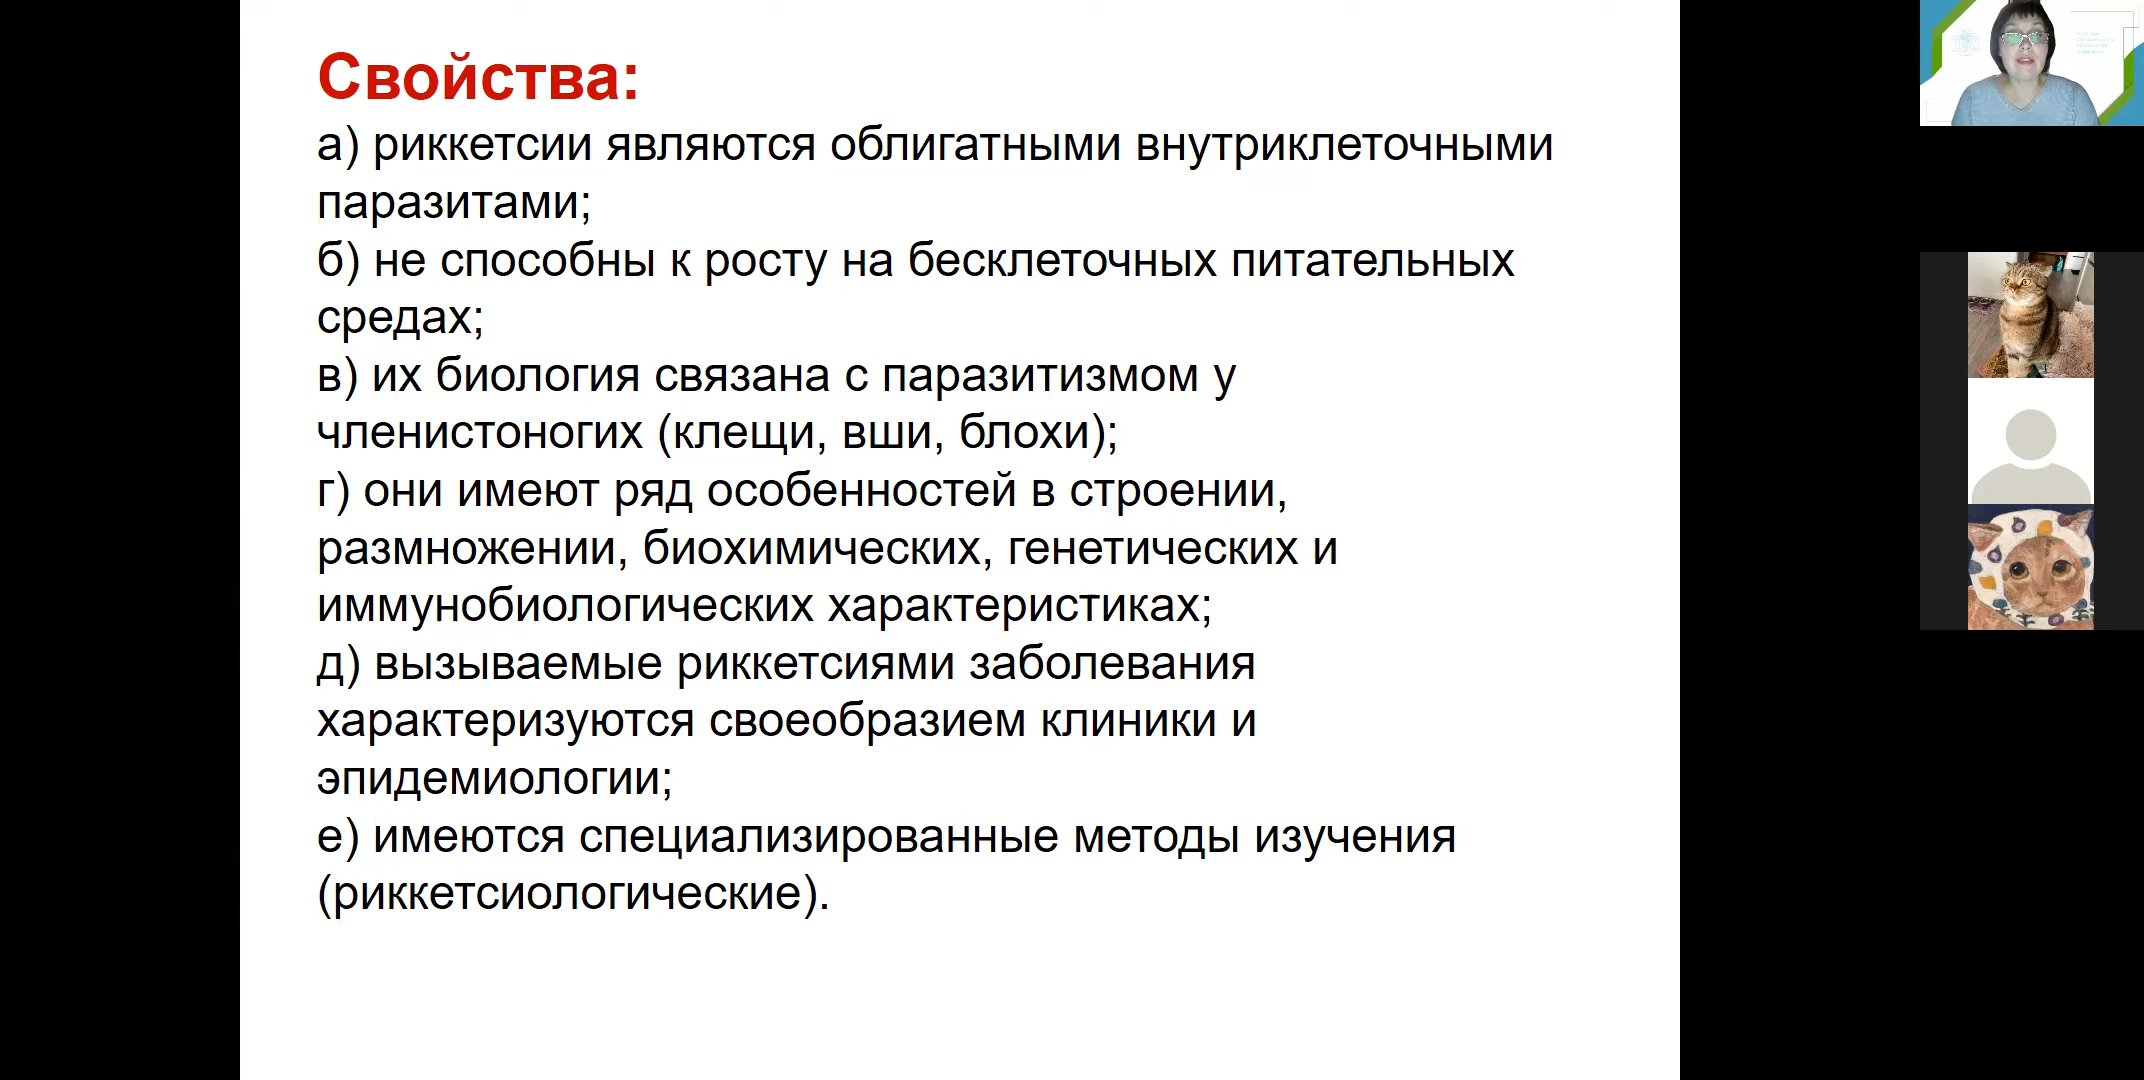 Свойства:
а) риккетсии являются облигатными внутриклеточными
паразитами;
б) не способны к росту на бесклеточных питательных
средах;
в) их биология связана с паразитизмом у
членистоногих (клещи, вши, блохи);
г) они имеют ряд особенностей в строении,
размножении, биохимических, генетических и
иммунобиологических характеристиках;
д) вызываемые риккетсиями заболевания
характеризуются своеобразием клиники и
эпидемиологии;
е) имеются специализированные методы изучения
(риккетсиологические).